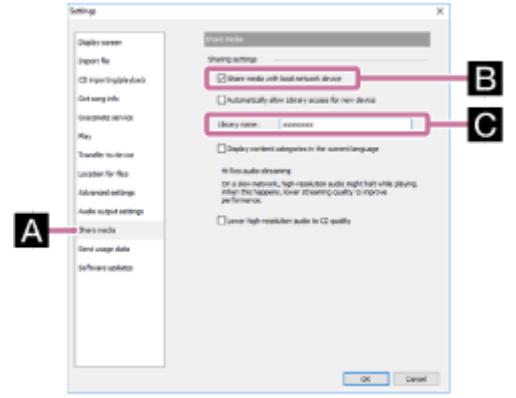 Settings
Display screen
Import file
CD importing/playback
Get song info
Gracenote service
Play
Transfer to device
Location for files
Advanced settings
Audio output settings
Share media
Send usage data
Software updates
Share media
Sharing settings
Share media with local network device
Automatically allow Library access for new device
Library name: xxxxxxxx
Display content categories in the current language
Hi-Res audio streaming
On a slow network, high-resolution audio might halt while playing.
When this happens, lower streaming quality to improve
performance.
Lower high-resolution audio to CD quality
OK
Cancel
A
B
C